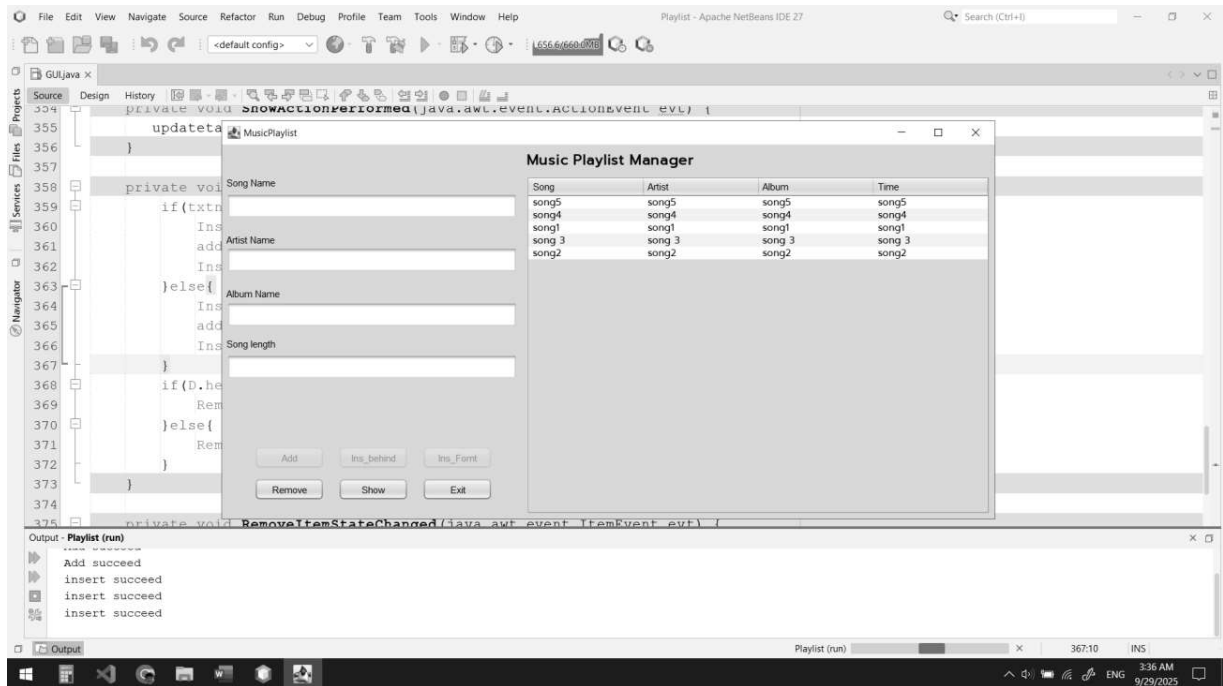 File Edit View Navigate Source Refactor Run Debug Profile Team Tools Window Help Playlist - Apache NetBeans IDE 27 Search (Ctrl+I)
<default config> 656.6/660.0MB
GUI.java ×
Projects
Files
Services
Navigator
Source Design History
354 private void ShowActionPerformed(java.awt.event.ActionEvent evt) {
355 updateta
356 }
357
358 private voi
359 if(txtn
360 Ins
361 add
362 Ins
363 }else{
364 Ins
365 add
366 Ins
367 }
368 if(D.he
369 Rem
370 }else{
371 Rem
372 }
373 }
374
375 private void RemoveItemStateChanged(java.awt.event.ItemEvent evt) {
MusicPlaylist
Music Playlist Manager
Song Name
Artist Name
Album Name
Song length
Add Ins_behind Ins_Fornt
Remove Show Exit
Song Artist Album Time
song5 song5 song5 song5
song4 song4 song4 song4
song1 song1 song1 song1
song 3 song 3 song 3 song 3
song2 song2 song2 song2
Output - Playlist (run)
Add succeed
Add succeed
insert succeed
insert succeed
insert succeed
Output Playlist (run) 367:10 INS
ENG 3:36 AM
9/29/2025